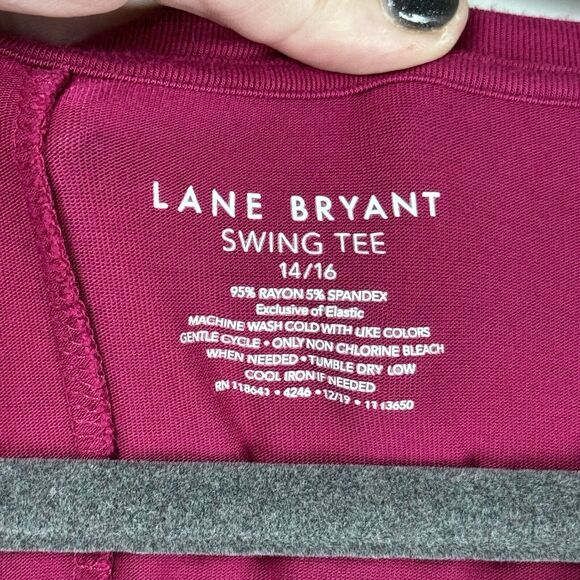 LANE BRYANT
SWING TEE
14/16
95% RAYON 5% SPANDEX
Exclusive of Elastic
MACHINE WASH COLD WITH LIKE COLORS
GENTLE CYCLE • ONLY NON CHLORINE BLEACH
WHEN NEEDED • TUMBLE DRY LOW
COOL IRON IF NEEDED
RN 118643 • 4246 • 12/19 • 1113650